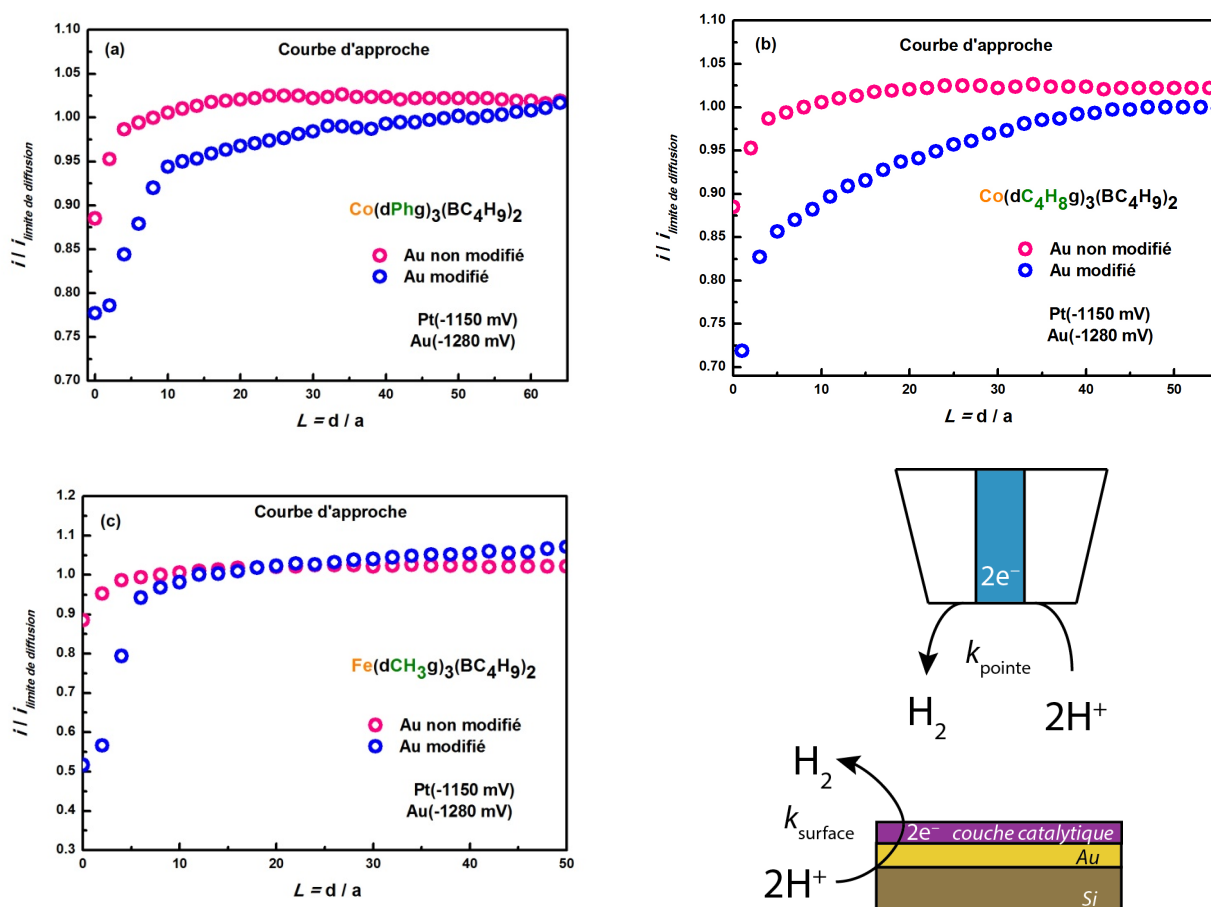 (a)
Courbe d'approche
1.10
1.05
1.00
0.95
0.90
0.85
0.80
0.75
0.70
i / i limite de diffusion
Co(dPhg)3(BC4H9)2
Au non modifié
Au modifié
Pt(-1150 mV)
Au(-1280 mV)
0 10 20 30 40 50 60
L = d / a
(b)
Courbe d'approche
1.10
1.05
1.00
0.95
0.90
0.85
0.80
0.75
0.70
i / i limite de diffusion
Co(dC4H8g)3(BC4H9)2
Au non modifié
Au modifié
Pt(-1150 mV)
Au(-1280 mV)
0 10 20 30 40 50
L = d / a
(c)
Courbe d'approche
1.2
1.1
1.0
0.9
0.8
0.7
0.6
0.5
0.4
0.3
i / i limite de diffusion
Fe(dCH3g)3(BC4H9)2
Au non modifié
Au modifié
Pt(-1150 mV)
Au(-1280 mV)
0 10 20 30 40 50
L = d / a
2e⁻
k pointe
H2 2H⁺
H2
k surface
2e⁻ couche catalytique
Au
2H⁺
Si